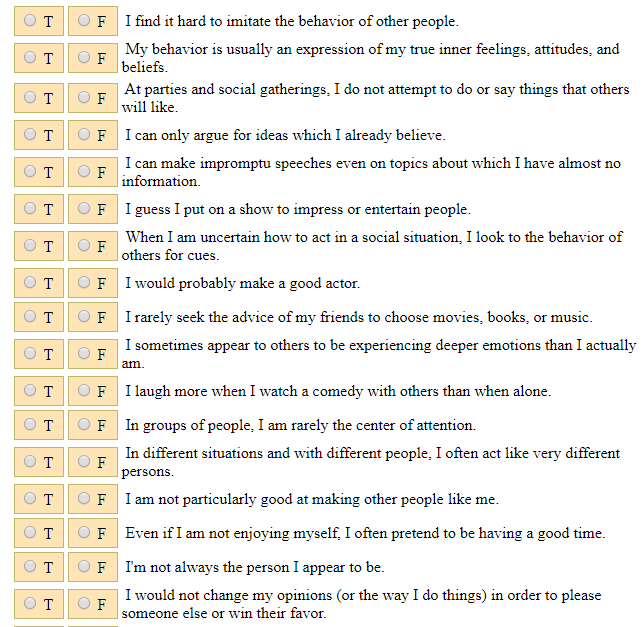 T F I find it hard to imitate the behavior of other people.
T F My behavior is usually an expression of my true inner feelings, attitudes, and
beliefs.
T F At parties and social gatherings, I do not attempt to do or say things that others
will like.
T F I can only argue for ideas which I already believe.
T F I can make impromptu speeches even on topics about which I have almost no
information.
T F I guess I put on a show to impress or entertain people.
T F When I am uncertain how to act in a social situation, I look to the behavior of
others for cues.
T F I would probably make a good actor.
T F I rarely seek the advice of my friends to choose movies, books, or music.
T F I sometimes appear to others to be experiencing deeper emotions than I actually
am.
T F I laugh more when I watch a comedy with others than when alone.
T F In groups of people, I am rarely the center of attention.
T F In different situations and with different people, I often act like very different
persons.
T F I am not particularly good at making other people like me.
T F Even if I am not enjoying myself, I often pretend to be having a good time.
T F I'm not always the person I appear to be.
T F I would not change my opinions (or the way I do things) in order to please
someone else or win their favor.